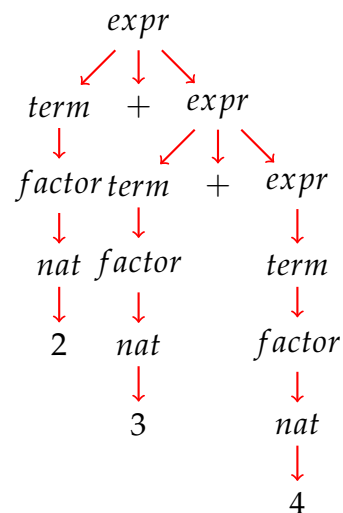 expr
term + expr
factor term + expr
nat factor term
2 nat factor
3 nat
4